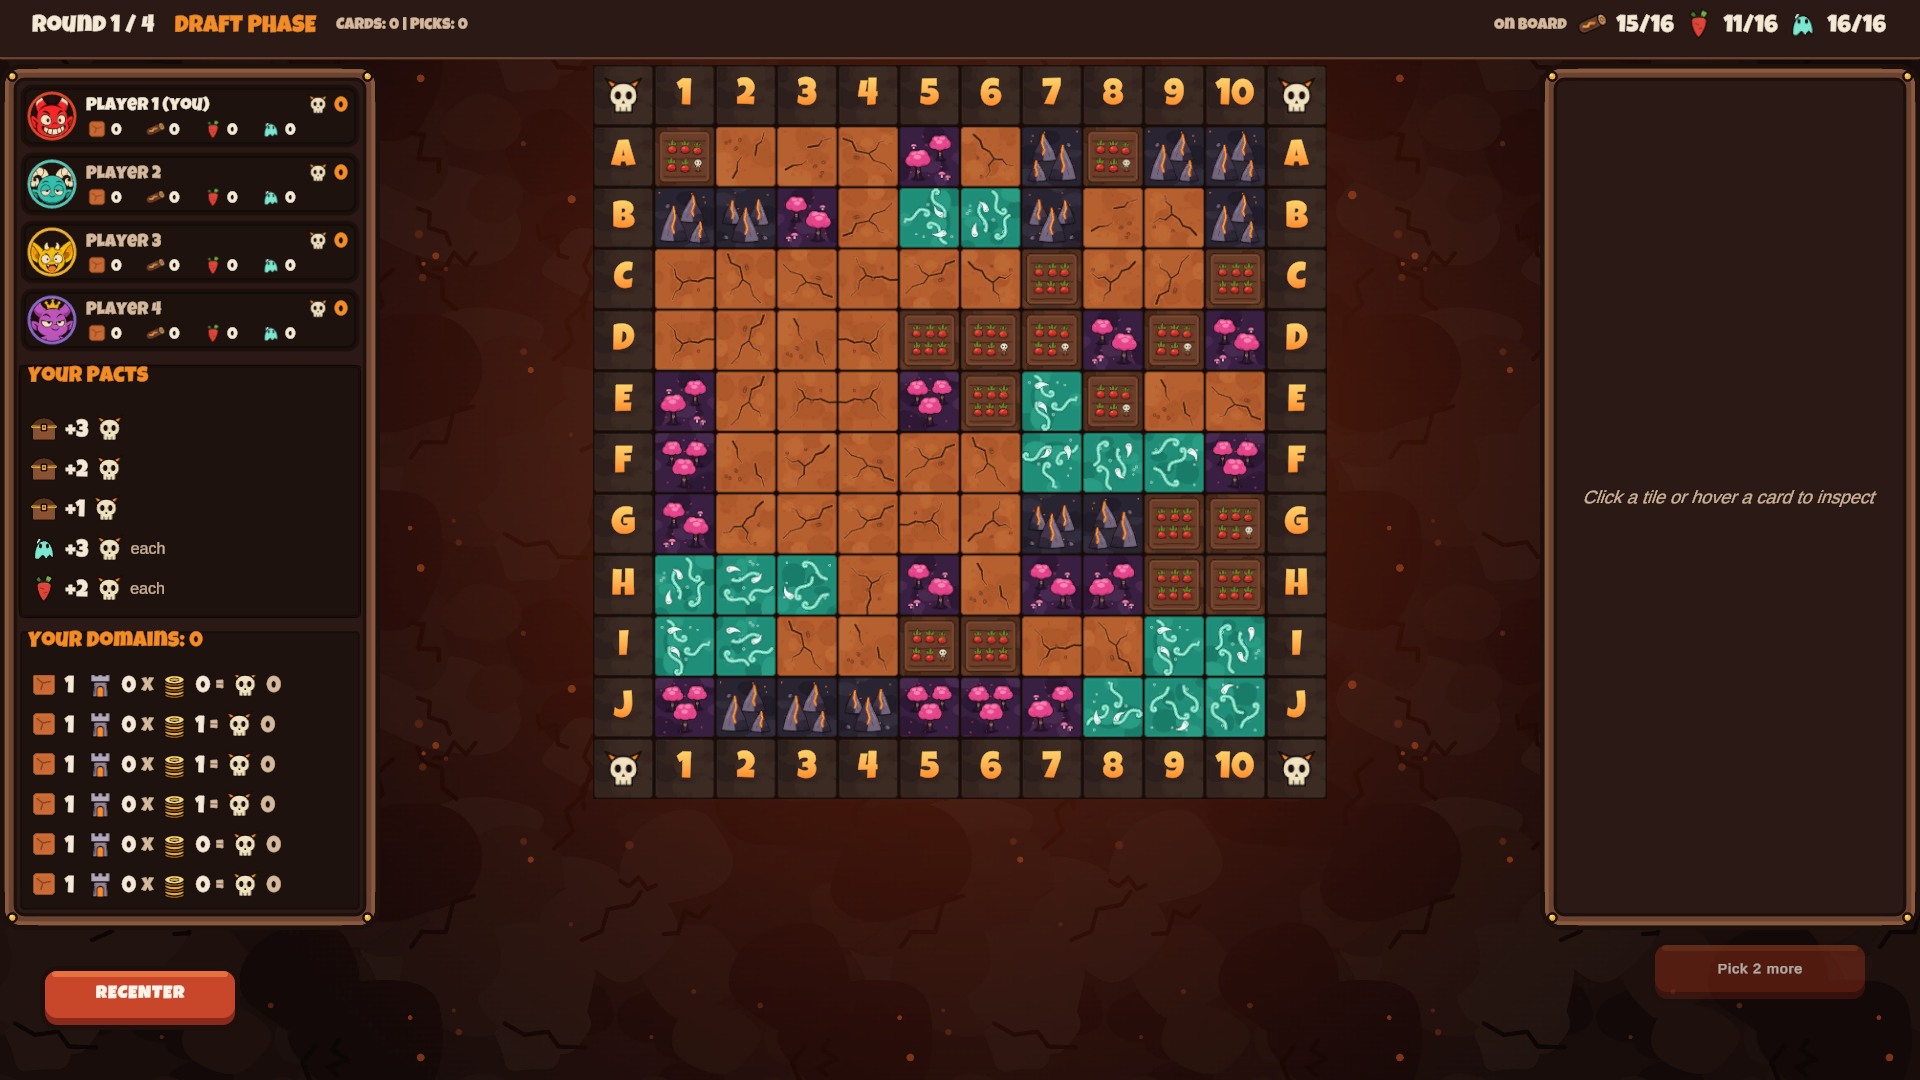 ROUND 1 / 4 DRAFT PHASE CARDS: 0 | PICKS: 0
ON BOARD 15/16 11/16 16/16
PLAYER 1 (YOU) 0
0 0 0 0
PLAYER 2 0
0 0 0 0
PLAYER 3 0
0 0 0 0
PLAYER 4 0
0 0 0 0
YOUR PACTS
+3
+2
+1
+3 each
+2 each
YOUR DOMAINS: 0
1 0 x 0 = 0
1 0 x 1 = 0
1 0 x 1 = 0
1 0 x 1 = 0
1 0 x 0 = 0
1 0 x 0 = 0
RECENTER
1 2 3 4 5 6 7 8 9 10
A A
B B
C C
D D
E E
F F
G G
H H
I I
J J
1 2 3 4 5 6 7 8 9 10
Click a tile or hover a card to inspect
Pick 2 more